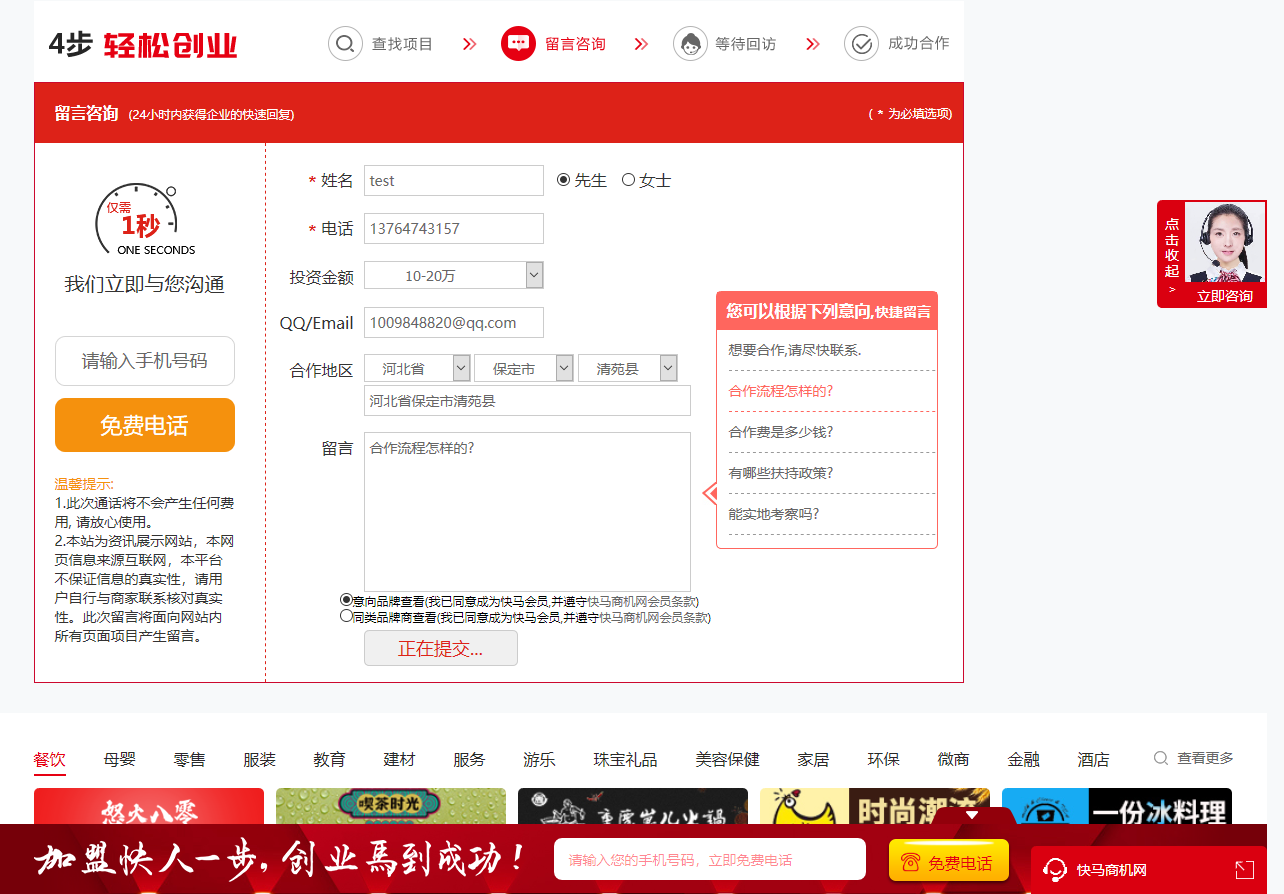 4步 轻松创业
查找项目
留言咨询
等待回访
成功合作
留言咨询 (24小时内获得企业的快速回复)
( * 为必填选项)
仅需
1秒
ONE SECONDS
我们立即与您沟通
请输入手机号码
免费电话
温馨提示:
1.此次通话将不会产生任何费
用, 请放心使用。
2.本站为资讯展示网站，本网
页信息来源互联网，本平台
不保证信息的真实性，请用
户自行与商家联系核对真实
性。此次留言将面向网站内
所有页面项目产生留言。
* 姓名 test 先生 女士
* 电话 13764743157
投资金额 10-20万
QQ/Email 1009848820@qq.com
合作地区 河北省 保定市 清苑县
河北省保定市清苑县
留言 合作流程怎样的?
意向品牌查看(我已同意成为快马会员,并遵守快马商机网会员条款)
同类品牌商查看(我已同意成为快马会员,并遵守快马商机网会员条款)
正在提交...
您可以根据下列意向,快捷留言
想要合作,请尽快联系.
合作流程怎样的?
合作费是多少钱?
有哪些扶持政策?
能实地考察吗?
点击收起 >
立即咨询
餐饮 母婴 零售 服装 教育 建材 服务 游乐 珠宝礼品 美容保健 家居 环保 微商 金融 酒店 查看更多
怒火八零
喫茶时光
时尚潮流
一份冰料理
加盟快人一步,创业馬到成功!
请输入您的手机号码，立即免费电话
免费电话
快马商机网